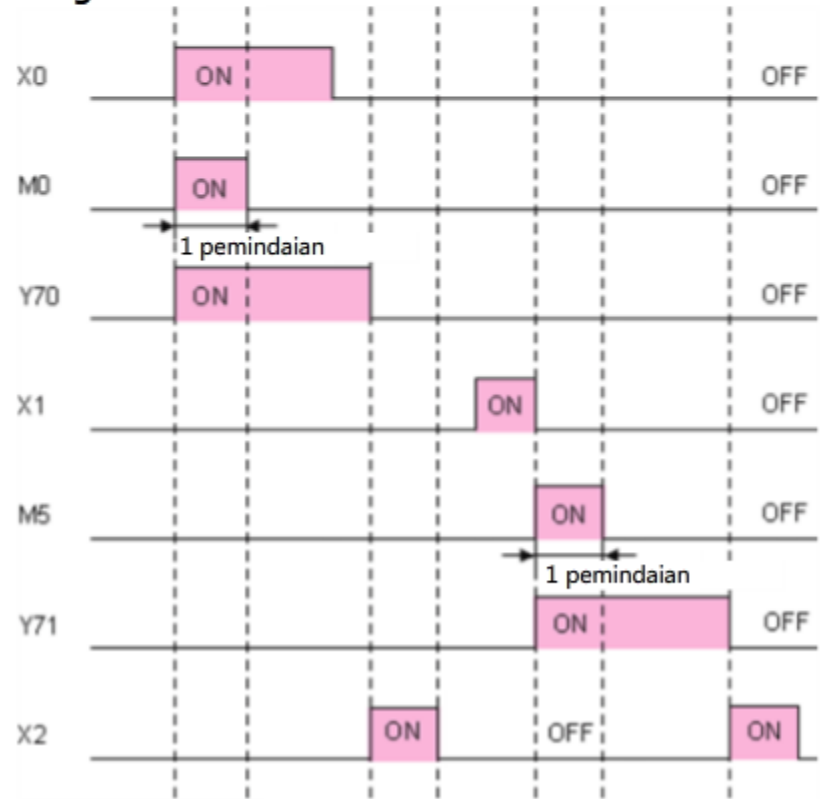 X0 ON OFF
M0 ON OFF
1 pemindaian
Y70 ON OFF
X1 ON OFF
M5 ON OFF
1 pemindaian
Y71 ON OFF
X2 ON OFF ON